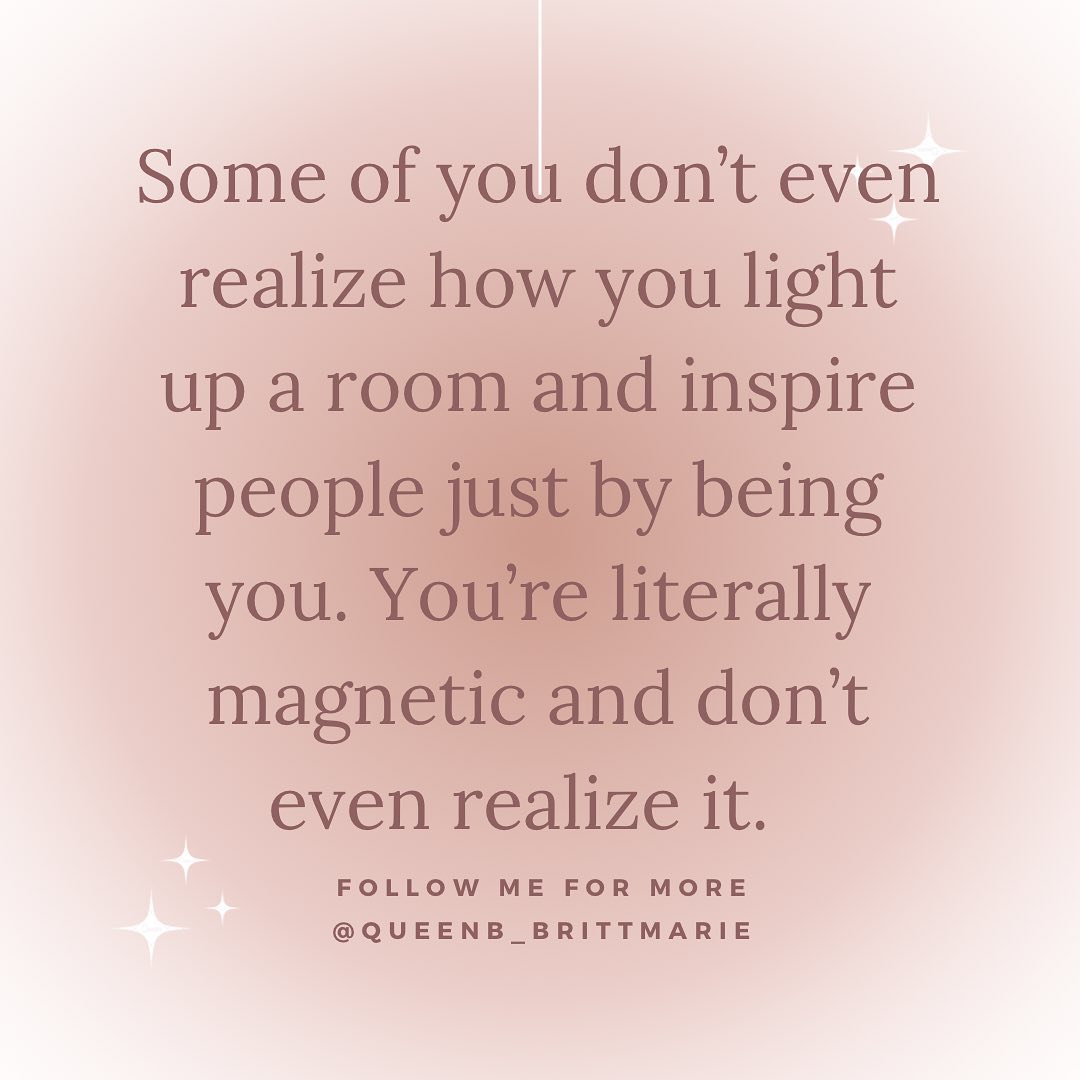 Some of you don’t even
realize how you light
up a room and inspire
people just by being
you. You’re literally
magnetic and don’t
even realize it.
FOLLOW ME FOR MORE
@QUEENB_BRITTMARIE